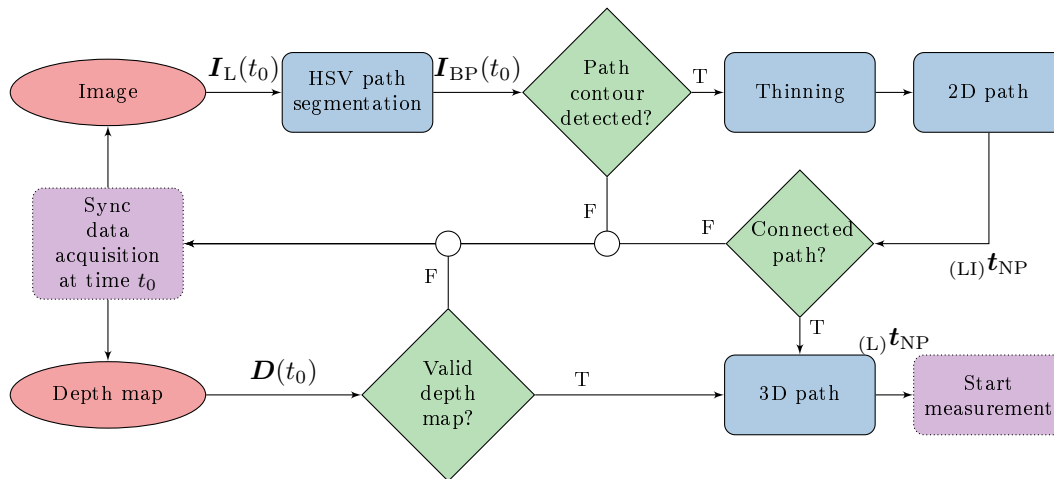 Image
I_L(t_0)
HSV path
segmentation
I_BP(t_0)
Path
contour
detected?
T
Thinning
2D path
F
Sync
data
acquisition
at time t_0
F
Connected
path?
(LI)t_NP
F
T
Depth map
D(t_0)
Valid
depth
map?
T
3D path
(L)t_NP
Start
measurement